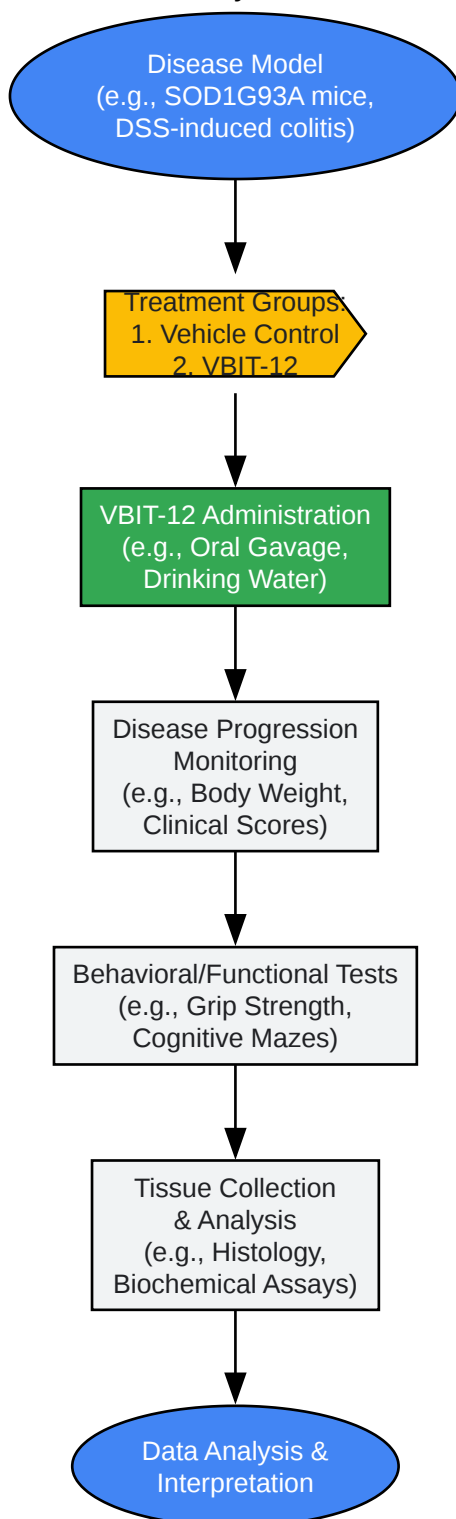 Disease Model
(e.g., SOD1G93A mice,
DSS-induced colitis)
Treatment Groups:
1. Vehicle Control
2. VBIT-12
VBIT-12 Administration
(e.g., Oral Gavage,
Drinking Water)
Disease Progression
Monitoring
(e.g., Body Weight,
Clinical Scores)
Behavioral/Functional Tests
(e.g., Grip Strength,
Cognitive Mazes)
Tissue Collection
& Analysis
(e.g., Histology,
Biochemical Assays)
Data Analysis &
Interpretation